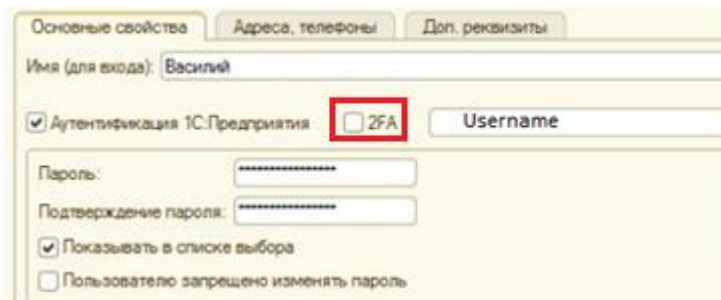 Основные свойства Адреса, телефоны Доп. реквизиты
Имя (для входа): Василий
Аутентификация 1С:Предприятия 2FA Username
Пароль: ****************
Подтверждение пароля: ****************
Показывать в списке выбора
Пользователю запрещено изменять пароль